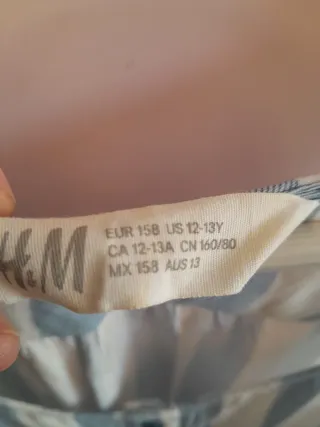 H&M
EUR 158 US 12-13Y
CA 12-13A CN 160/80
MX 158 AUS 13